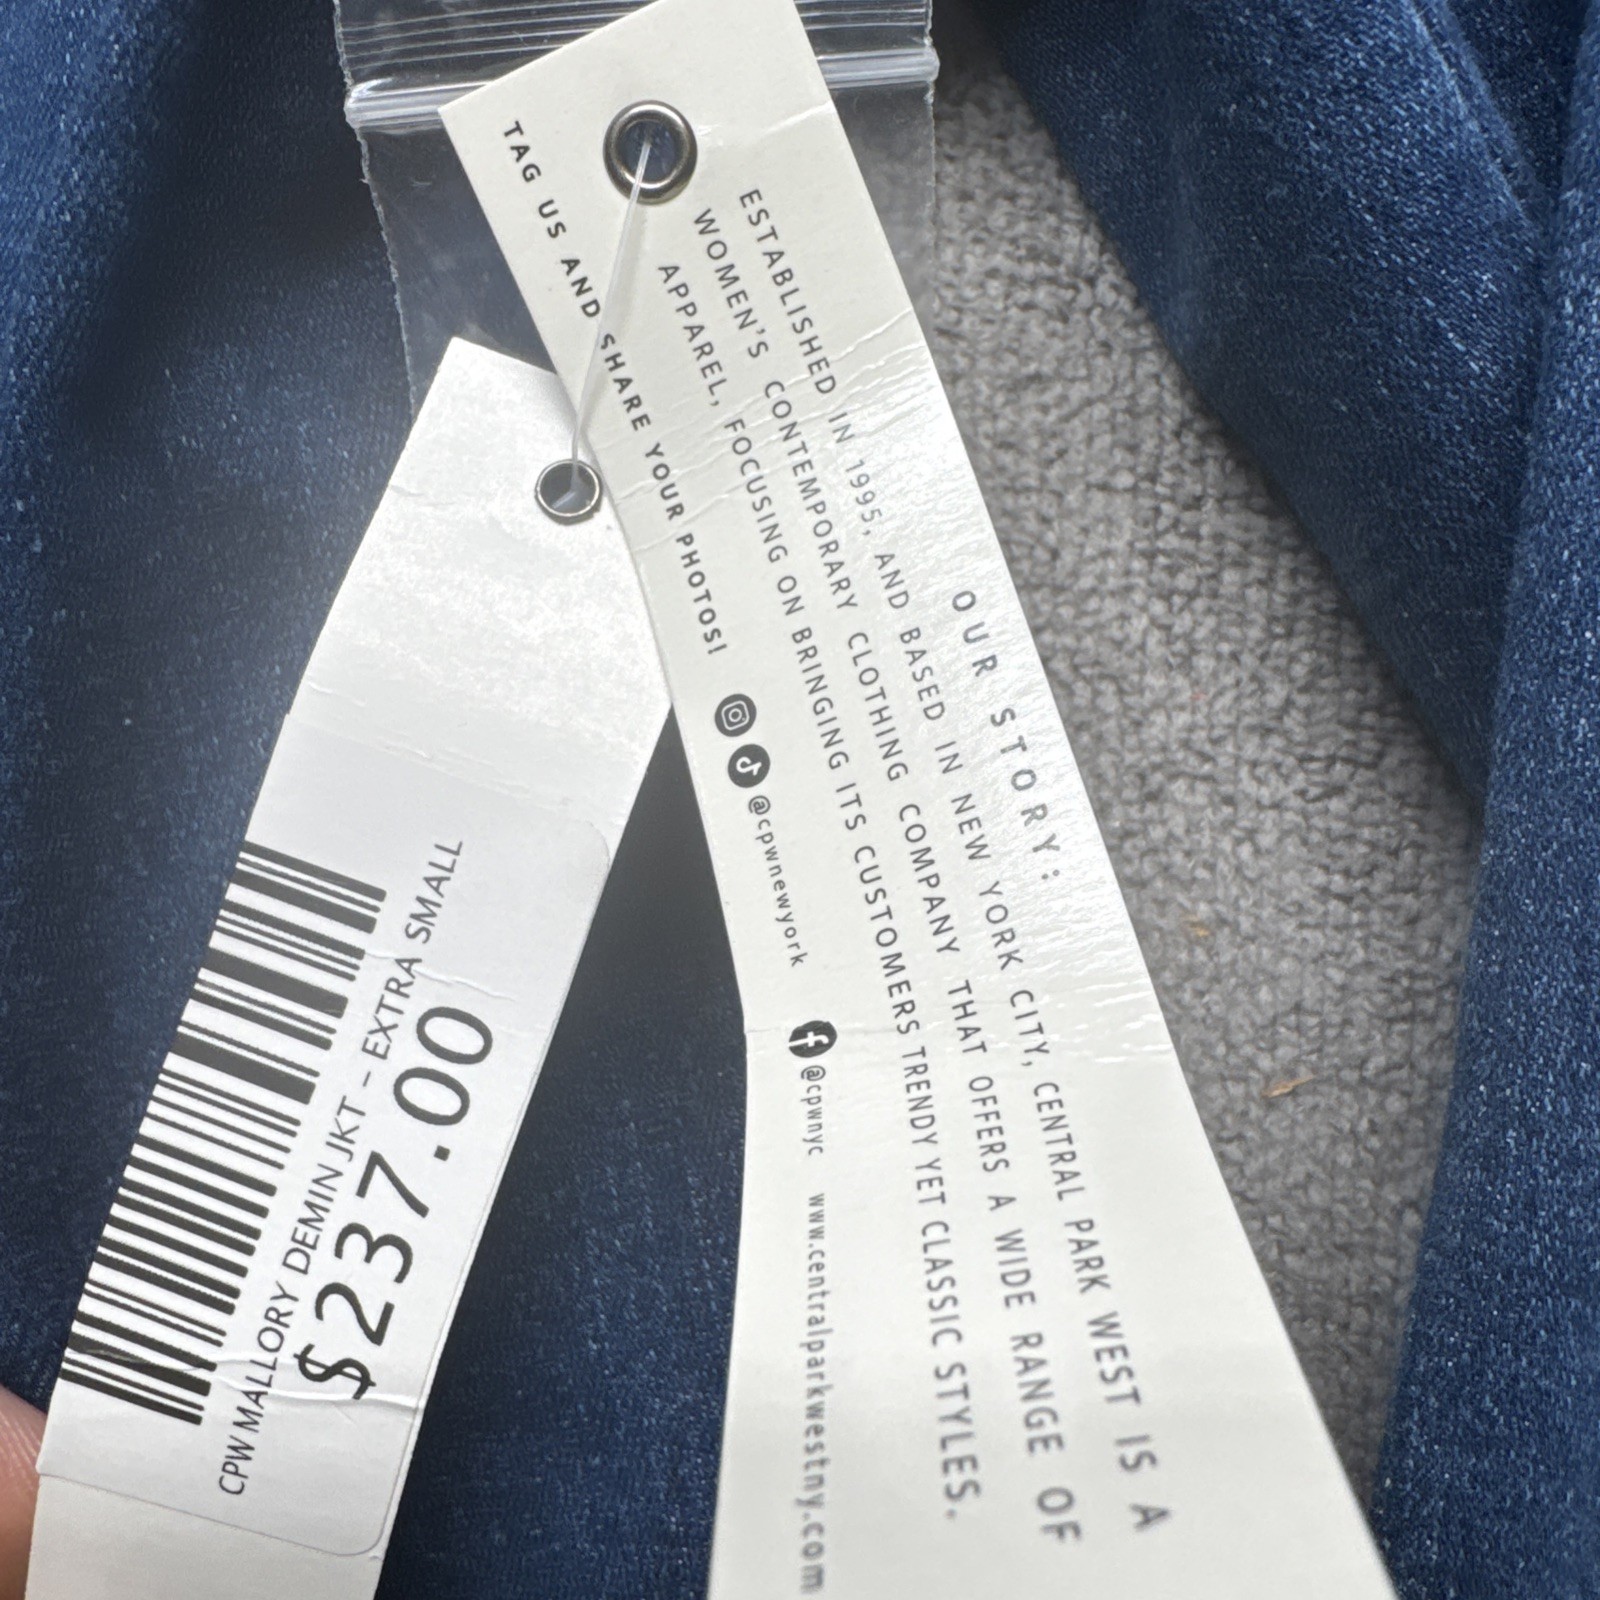 OUR STORY:
ESTABLISHED IN 1995, AND BASED IN NEW YORK CITY, CENTRAL PARK WEST IS A
WOMEN'S CONTEMPORARY CLOTHING COMPANY THAT OFFERS A WIDE RANGE OF
APPAREL, FOCUSING ON BRINGING ITS CUSTOMERS TRENDY YET CLASSIC STYLES.
TAG US AND SHARE YOUR PHOTOS! @cpwnewyork @cpwnyc www.centralparkwestny.com
CPW MALLORY DEMIN JKT - EXTRA SMALL
$237.00